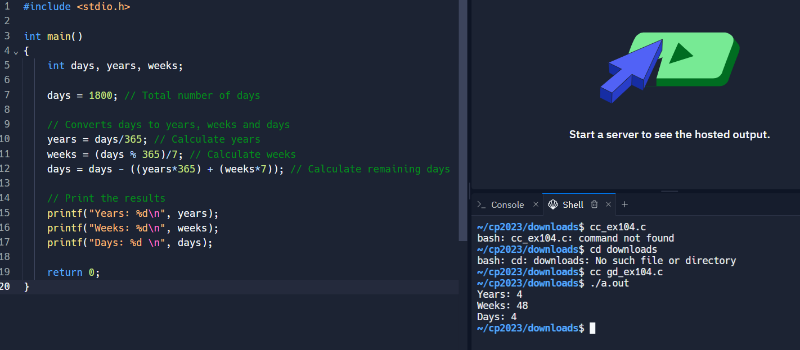 1 #include <stdio.h>
2
3 int main()
4 {
5 int days, years, weeks;
6
7 days = 1800; // Total number of days
8
9 // Converts days to years, weeks and days
10 years = days/365; // Calculate years
11 weeks = (days % 365)/7; // Calculate weeks
12 days = days - ((years*365) + (weeks*7)); // Calculate remaining days
13
14 // Print the results
15 printf("Years: %d\n", years);
16 printf("Weeks: %d\n", weeks);
17 printf("Days: %d \n", days);
18
19 return 0;
20 }
Start a server to see the hosted output.
>_ Console × Shell × +
~/cp2023/downloads$ cc_ex104.c
bash: cc_ex104.c: command not found
~/cp2023/downloads$ cd downloads
bash: cd: downloads: No such file or directory
~/cp2023/downloads$ cc gd_ex104.c
~/cp2023/downloads$ ./a.out
Years: 4
Weeks: 48
Days: 4
~/cp2023/downloads$